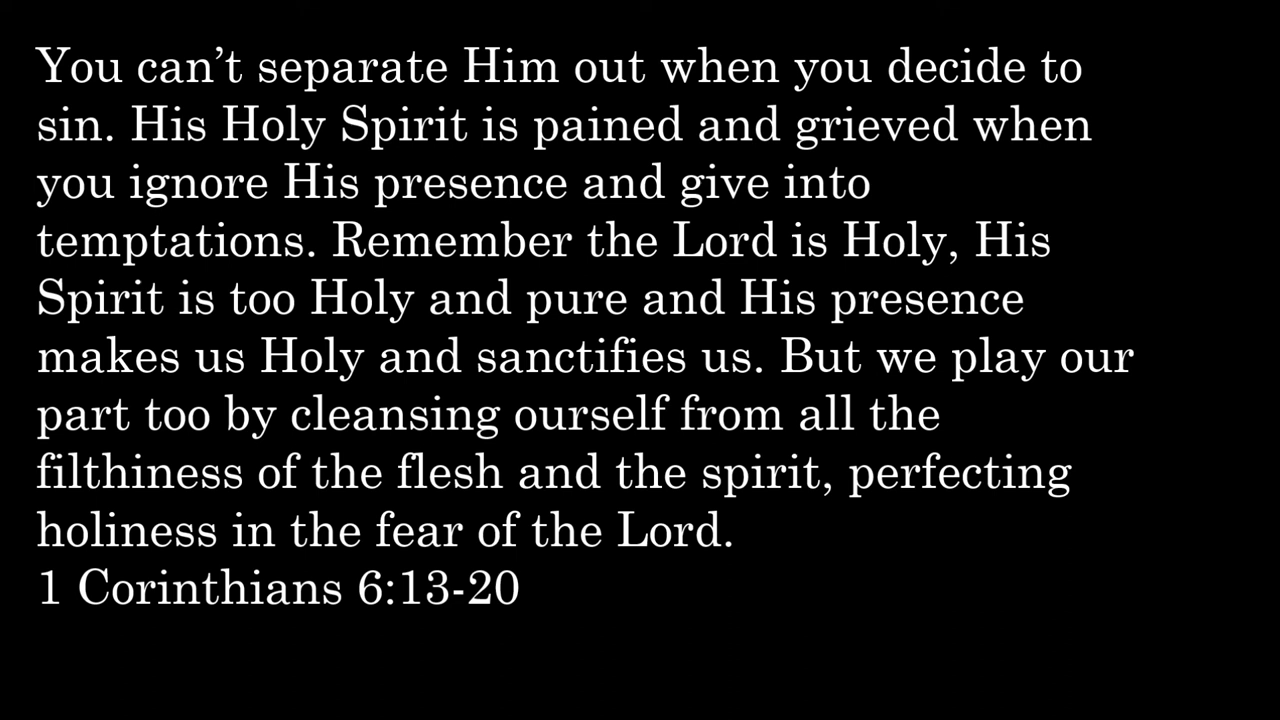 You can’t separate Him out when you decide to
sin. His Holy Spirit is pained and grieved when
you ignore His presence and give into
temptations. Remember the Lord is Holy, His
Spirit is too Holy and pure and His presence
makes us Holy and sanctifies us. But we play our
part too by cleansing ourself from all the
filthiness of the flesh and the spirit, perfecting
holiness in the fear of the Lord.
1 Corinthians 6:13-20